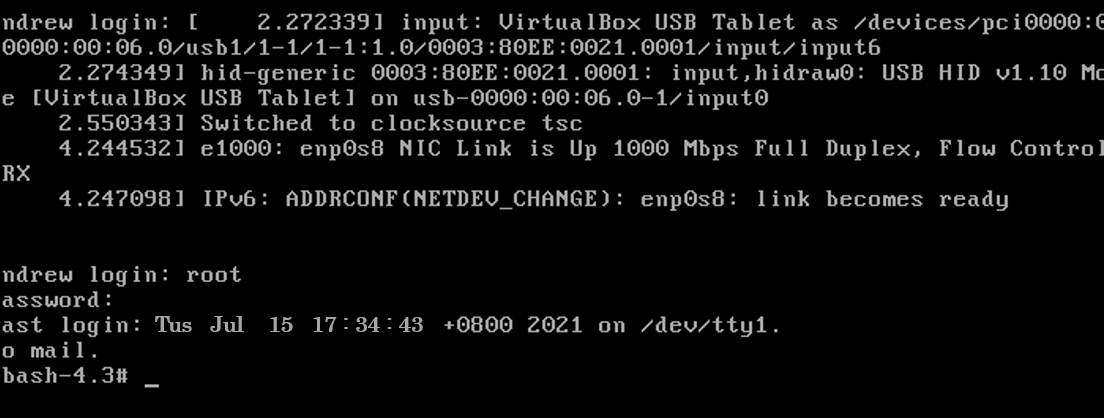 ndrew login: [    2.272339] input: VirtualBox USB Tablet as /devices/pci0000:0
0000:00:06.0/usb1/1-1/1-1:1.0/0003:80EE:0021.0001/input/input6
2.274349] hid-generic 0003:80EE:0021.0001: input,hidraw0: USB HID v1.10 Mo
e [VirtualBox USB Tablet] on usb-0000:00:06.0-1/input0
2.550343] Switched to clocksource tsc
4.244532] e1000: enp0s8 NIC Link is Up 1000 Mbps Full Duplex, Flow Control
RX
4.247098] IPv6: ADDRCONF(NETDEV_CHANGE): enp0s8: link becomes ready
ndrew login: root
assword:
ast login: Tus Jul 15 17:34:43 +0800 2021 on /dev/tty1.
o mail.
bash-4.3# _